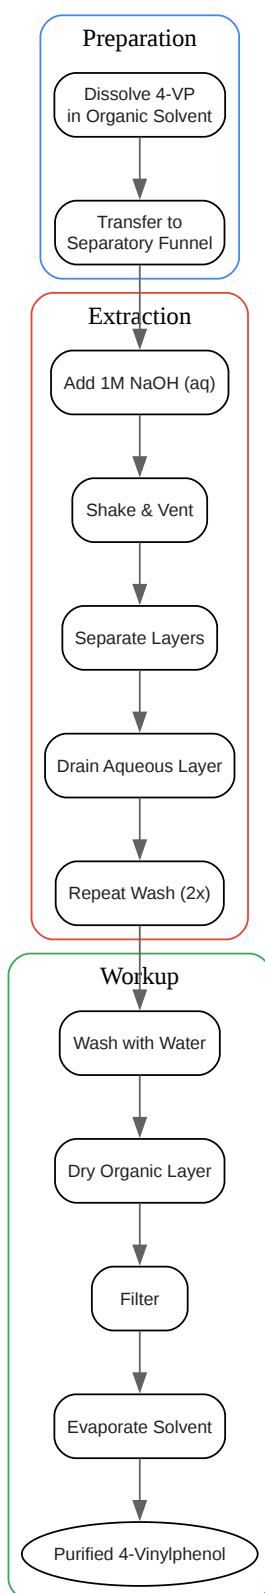 Preparation
Dissolve 4-VP
in Organic Solvent
Transfer to
Separatory Funnel
Extraction
Add 1M NaOH (aq)
Shake & Vent
Separate Layers
Drain Aqueous Layer
Repeat Wash (2x)
Workup
Wash with Water
Dry Organic Layer
Filter
Evaporate Solvent
Purified 4-Vinylphenol